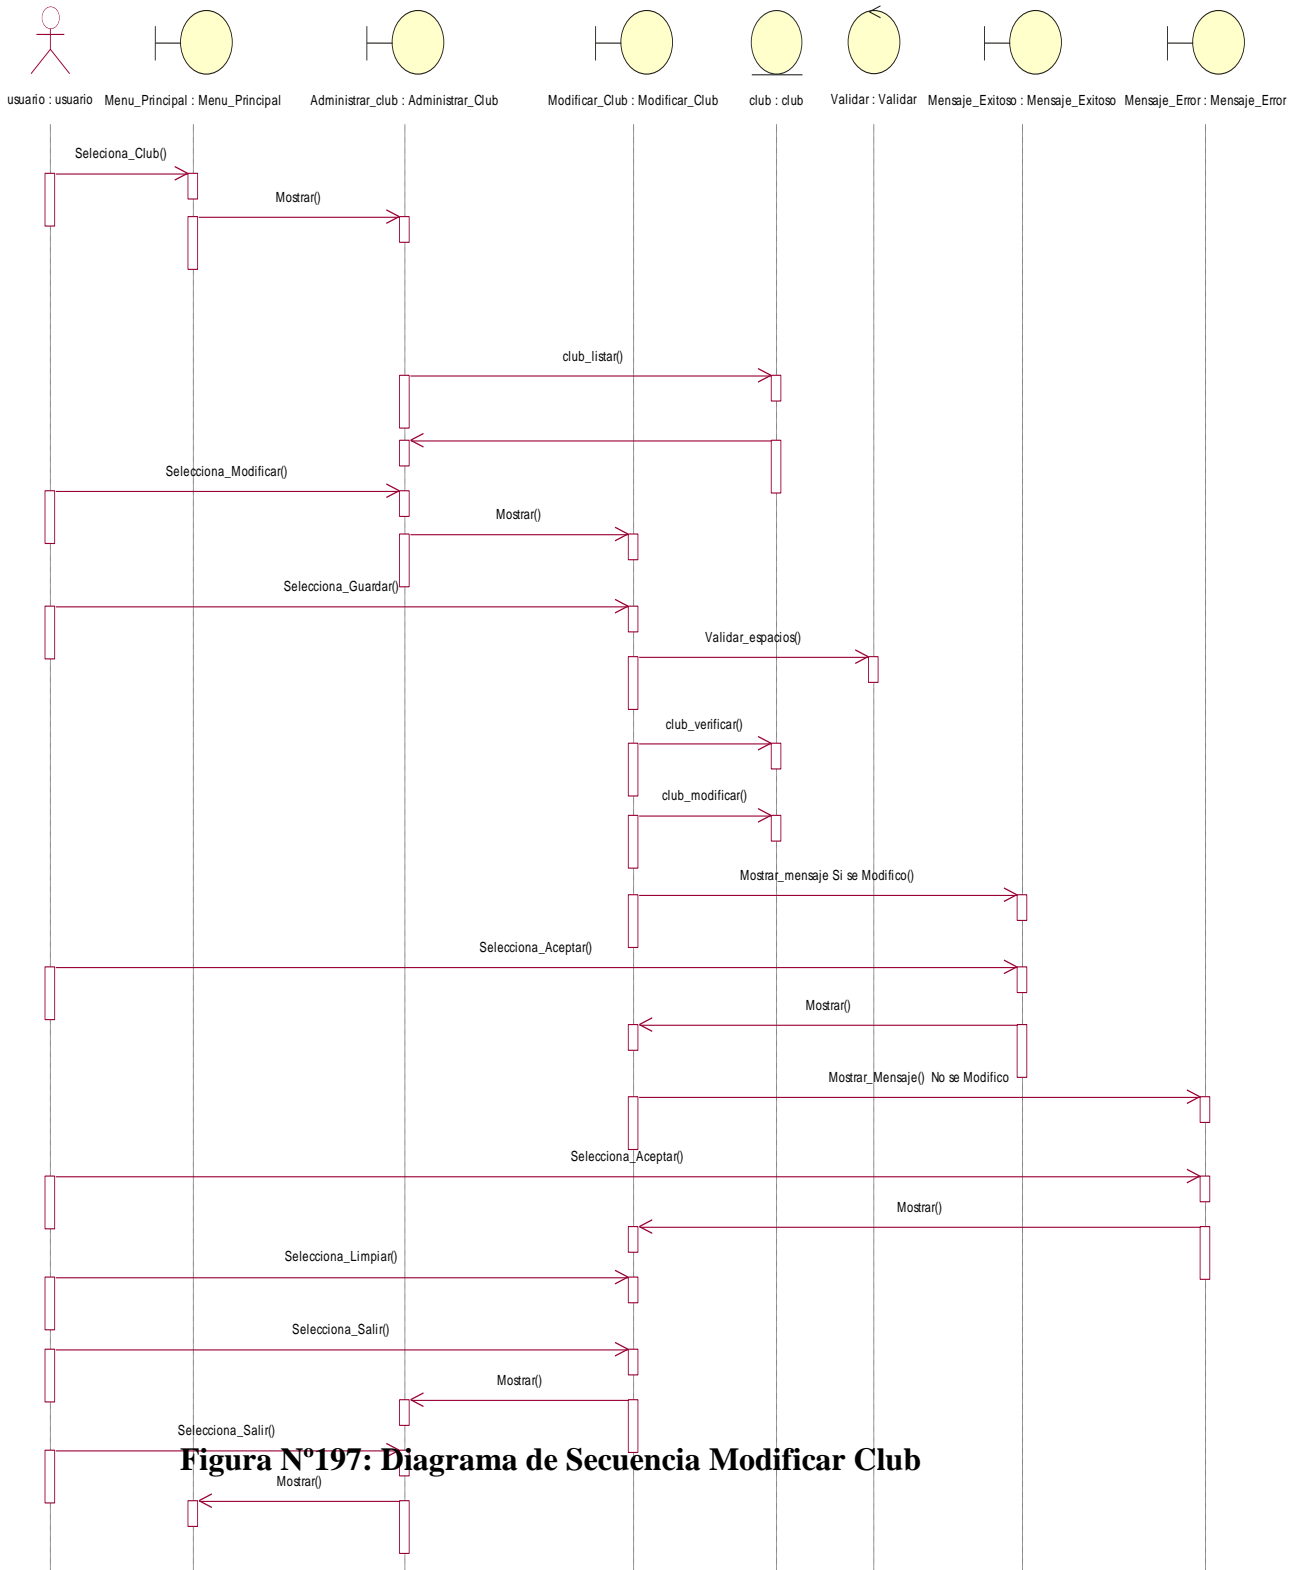 usuario : usuario
Menu_Principal : Menu_Principal
Administrar_club : Administrar_Club
Modificar_Club : Modificar_Club
club : club
Validar : Validar
Mensaje_Exitoso : Mensaje_Exitoso
Mensaje_Error : Mensaje_Error
Seleciona_Club()
Mostrar()
club_listar()
Selecciona_Modificar()
Mostrar()
Selecciona_Guardar()
Validar_espacios()
club_verificar()
club_modificar()
Mostrar_mensaje Si se Modifico()
Selecciona_Aceptar()
Mostrar()
Mostrar_Mensaje() No se Modifico
Selecciona_Aceptar()
Mostrar()
Selecciona_Limpiar()
Selecciona_Salir()
Mostrar()
Selecciona_Salir()
Figura Nº197: Diagrama de Secuencia Modificar Club
Mostrar()